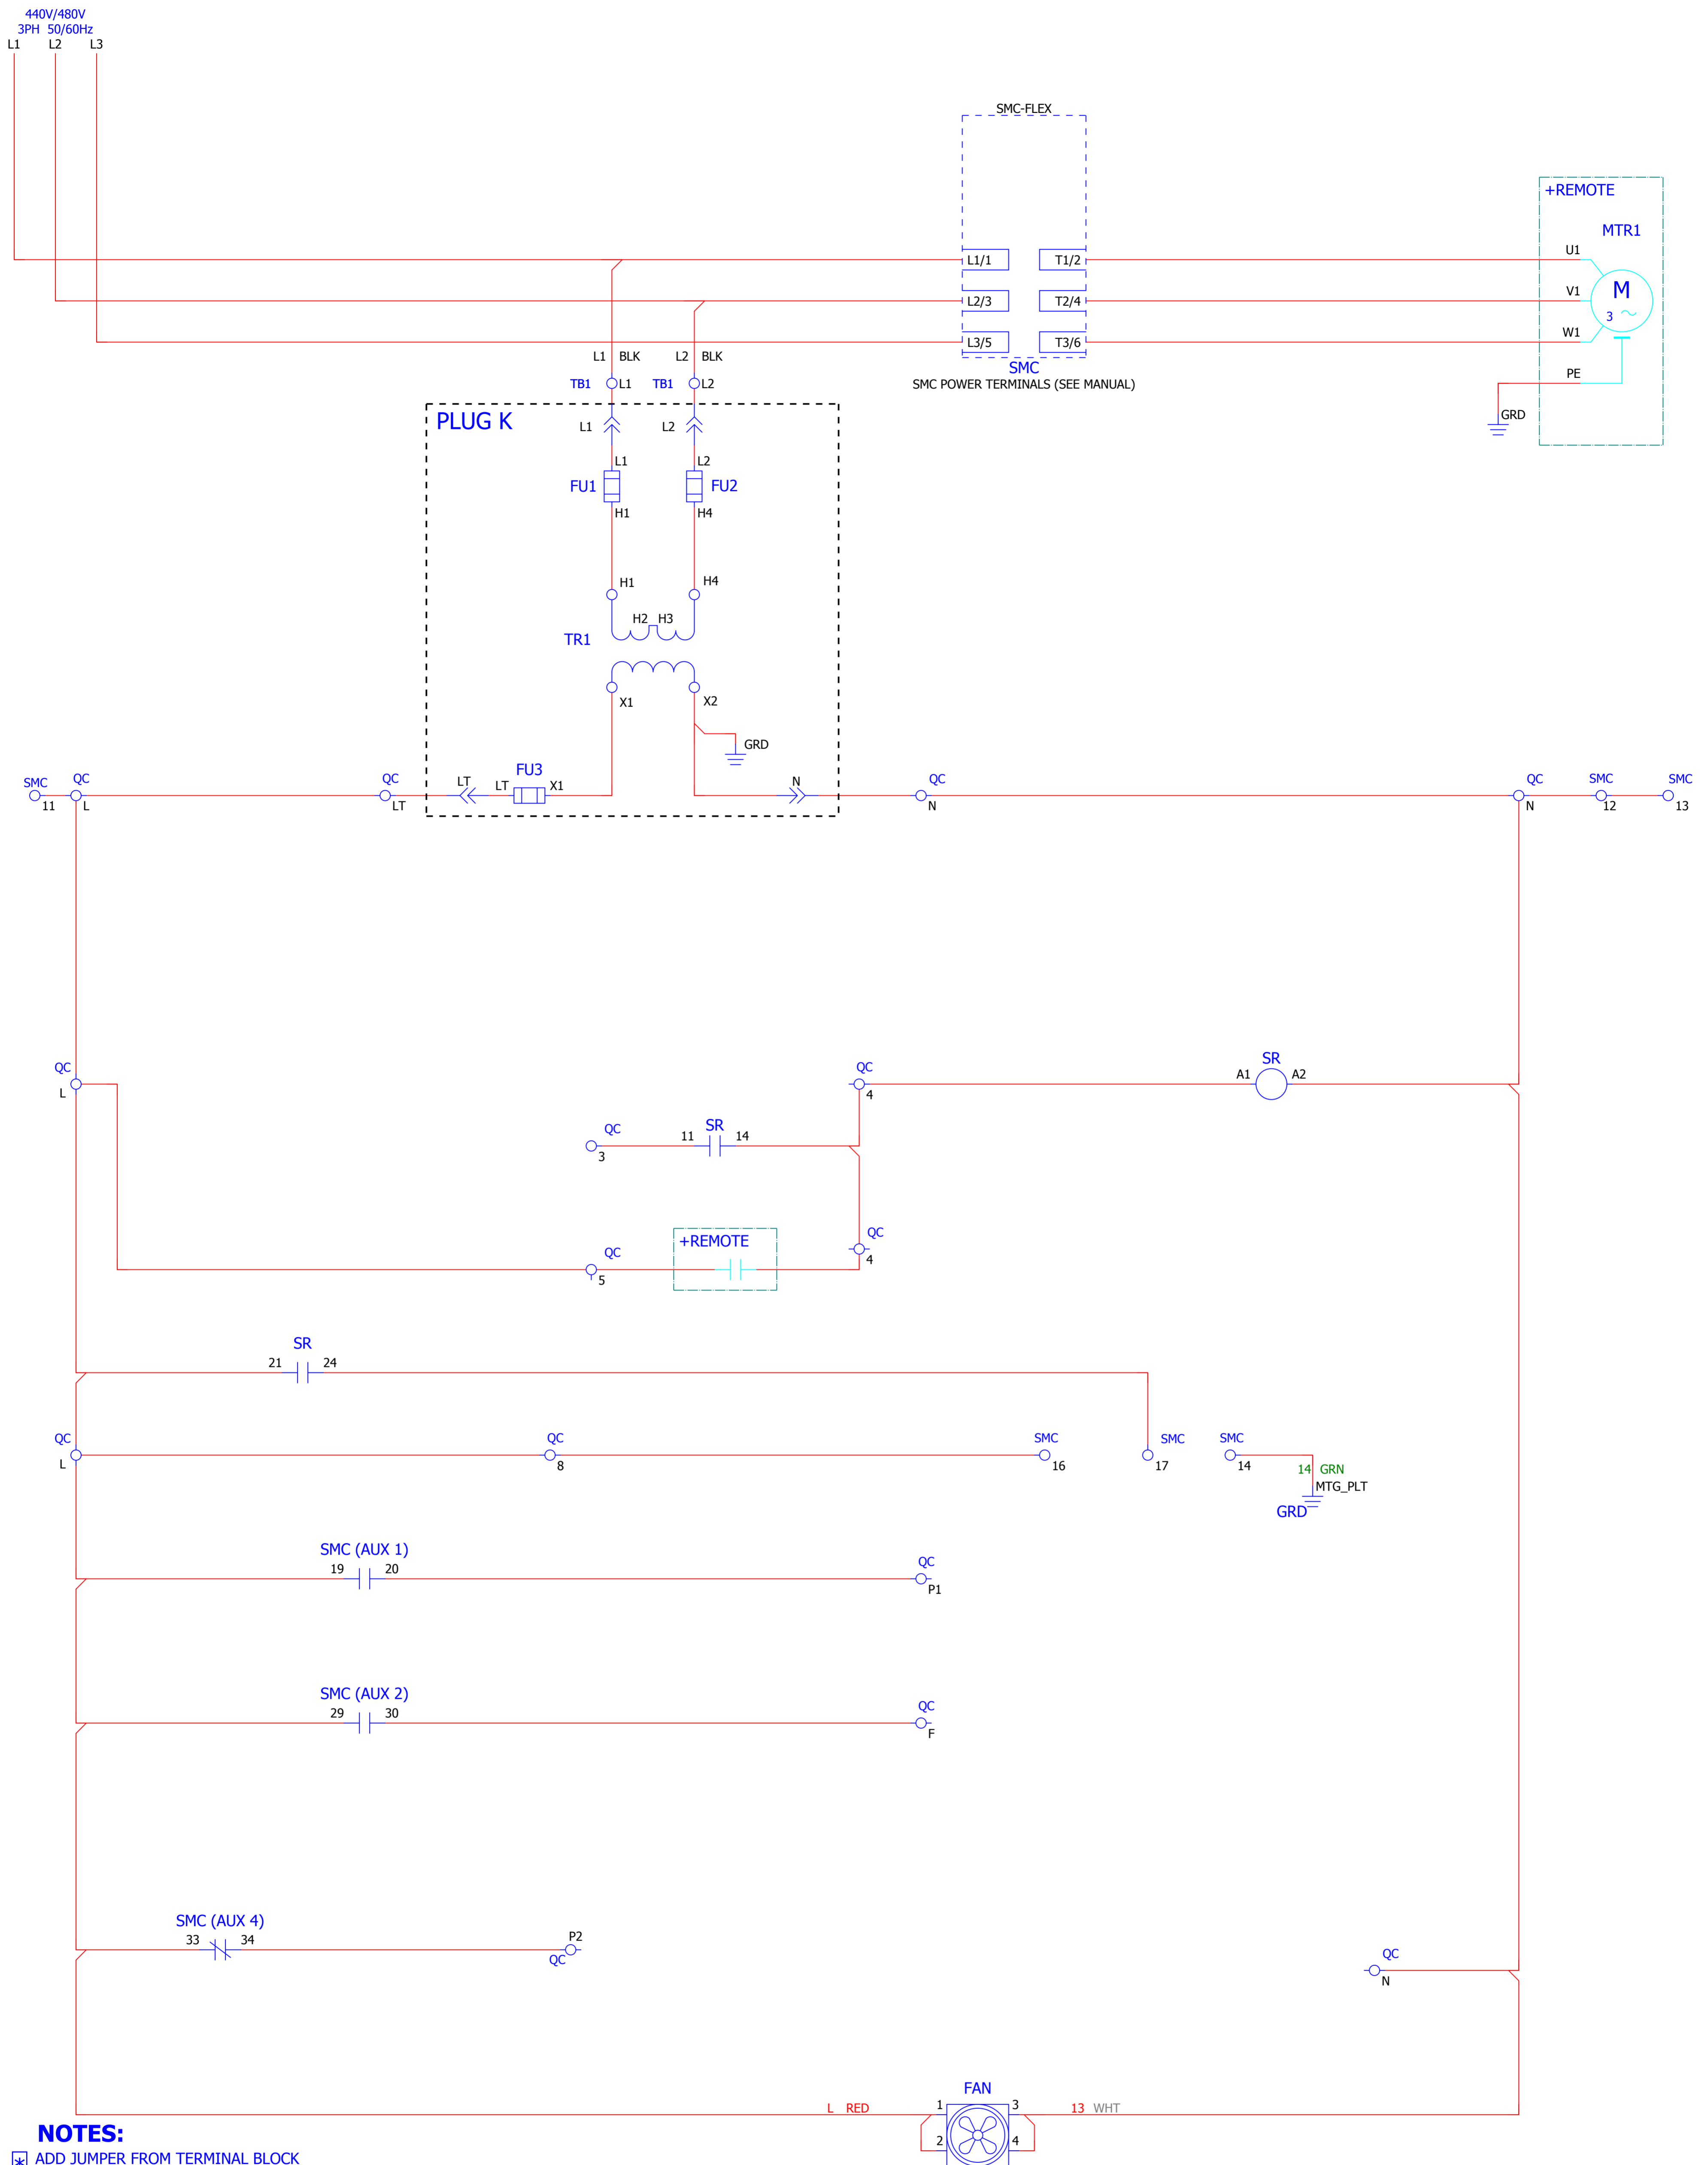 440V/480V
3PH 50/60Hz
L1 L2 L3
SMC-FLEX
+REMOTE
MTR1
U1
L1/1 T1/2
M
3
V1
L2/3 T2/4
W1
L3/5 T3/6
L1 BLK L2 BLK
SMC
SMC POWER TERMINALS (SEE MANUAL)
PE
TB1 L1 TB1 L2
GRD
PLUG K
L1 L2
L1 L2
FU1 FU2
H1 H4
H1 H4
H2 H3
TR1
X1 X2
GRD
FU3
SMC QC QC LT LT X1 N QC QC SMC SMC
11 L LT N N 12 13
QC QC SR
L 4 A1 A2
QC SR
3 11 14
QC
4
+REMOTE
QC
5
SR
21 24
QC QC SMC SMC SMC
L 8 16 17 14
14 GRN
MTG_PLT
GRD
SMC (AUX 1)
19 20
QC
P1
SMC (AUX 2)
29 30
QC
F
SMC (AUX 4)
33 34
P2
QC
QC
N
FAN
L RED 1 3 13 WHT
2 4
NOTES:
* ADD JUMPER FROM TERMINAL BLOCK